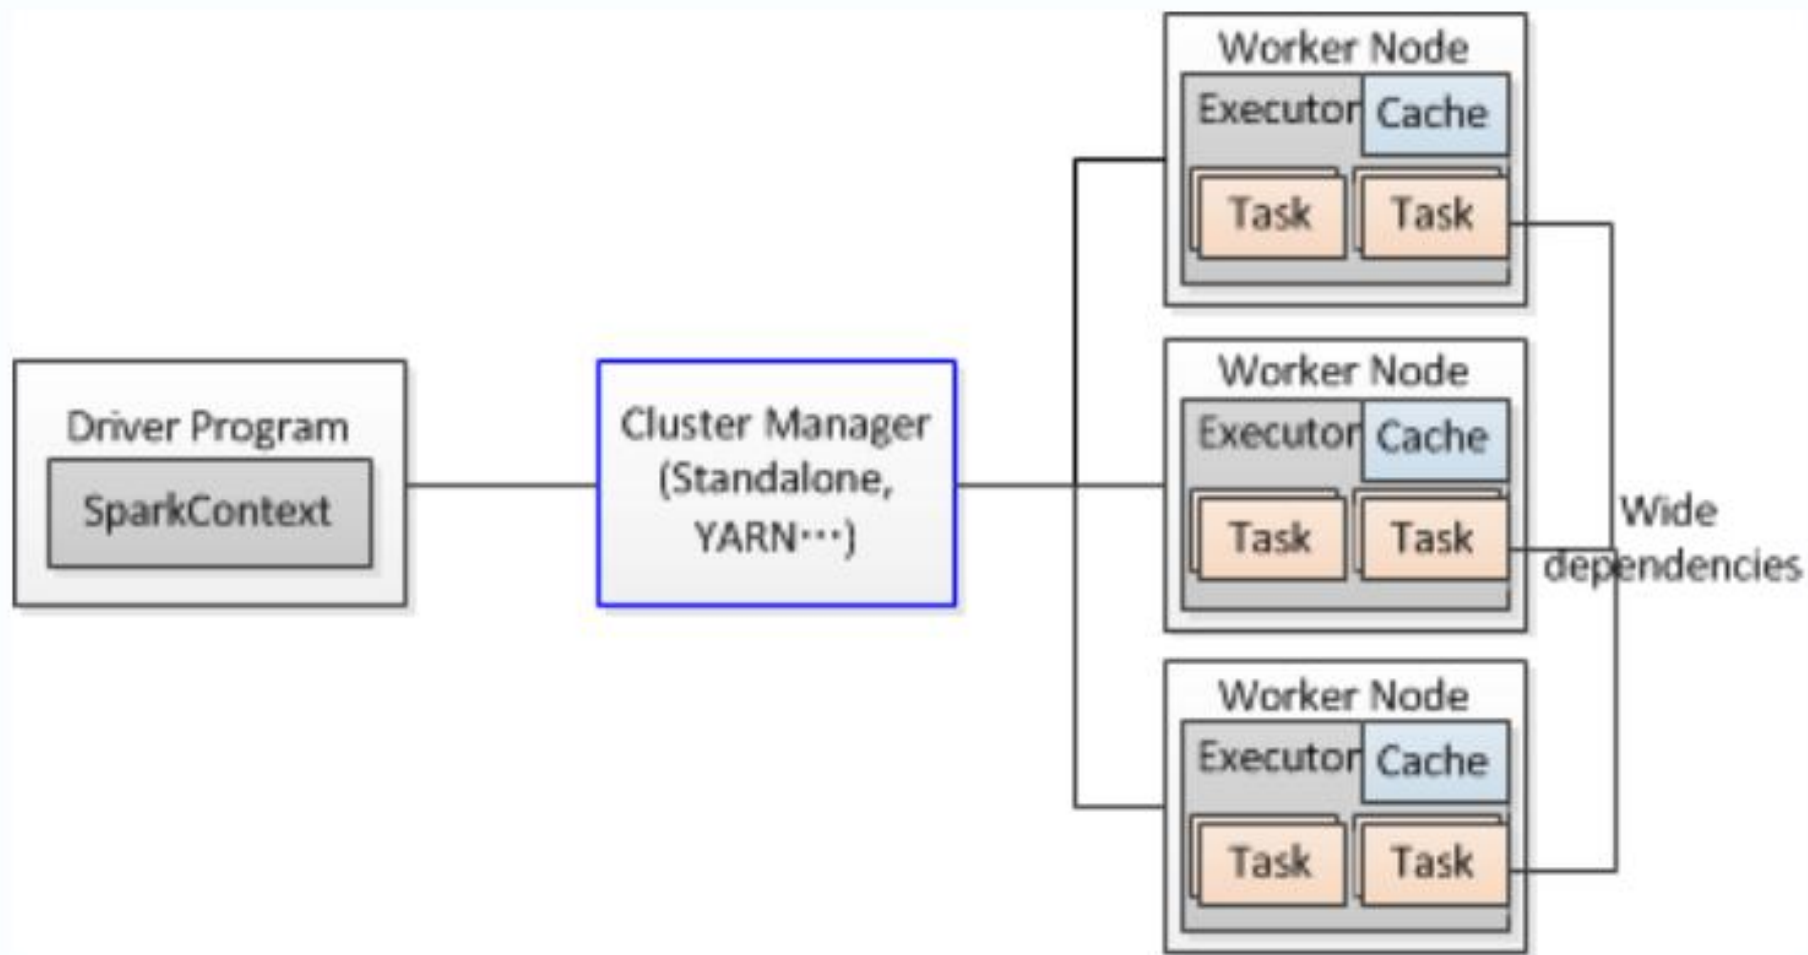 Driver Program
SparkContext
Cluster Manager
(Standalone,
YARN⋯)
Worker Node
Executor
Cache
Task
Task
Worker Node
Executor
Cache
Task
Task
Worker Node
Executor
Cache
Task
Task
Wide
dependencies